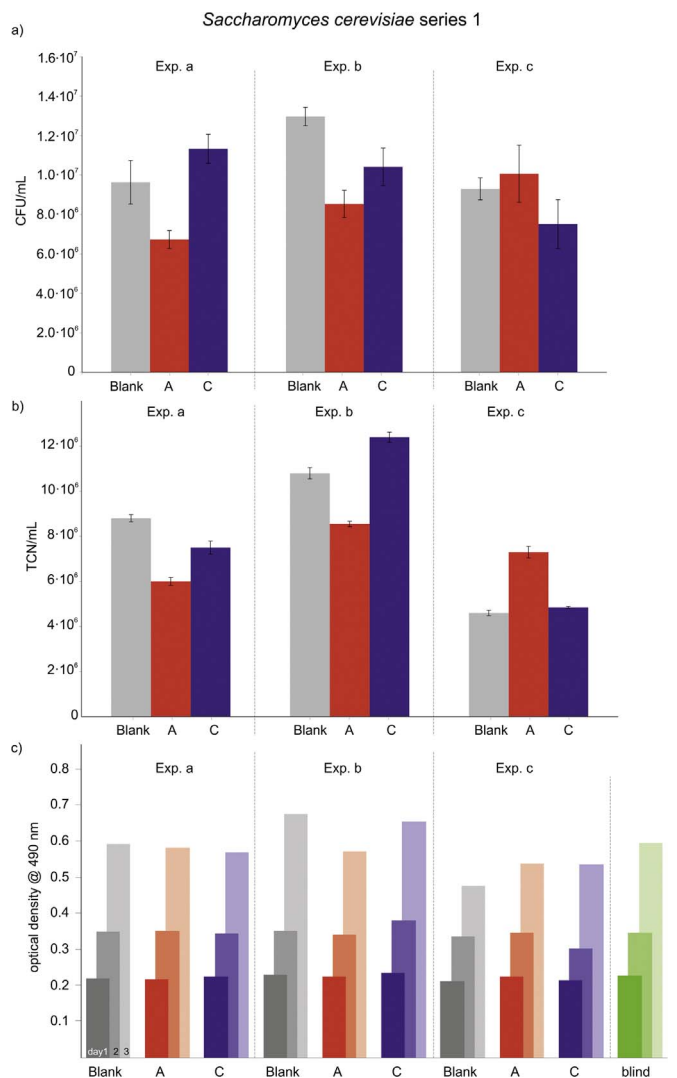 Saccharomyces cerevisiae series 1
a)
Exp. a Exp. b Exp. c
1.6·10⁷
1.4·10⁷
1.2·10⁷
1.0·10⁷
8.0·10⁶
6.0·10⁶
4.0·10⁶
2.0·10⁶
0
CFU/mL
Blank A C Blank A C Blank A C
b)
Exp. a Exp. b Exp. c
12·10⁶
10·10⁶
8·10⁶
6·10⁶
4·10⁶
2·10⁶
0
TCN/mL
Blank A C Blank A C Blank A C
c)
Exp. a Exp. b Exp. c
0.8
0.7
0.6
0.5
0.4
0.3
0.2
0.1
optical density @ 490 nm
day1 2 3
Blank A C Blank A C Blank A C blind